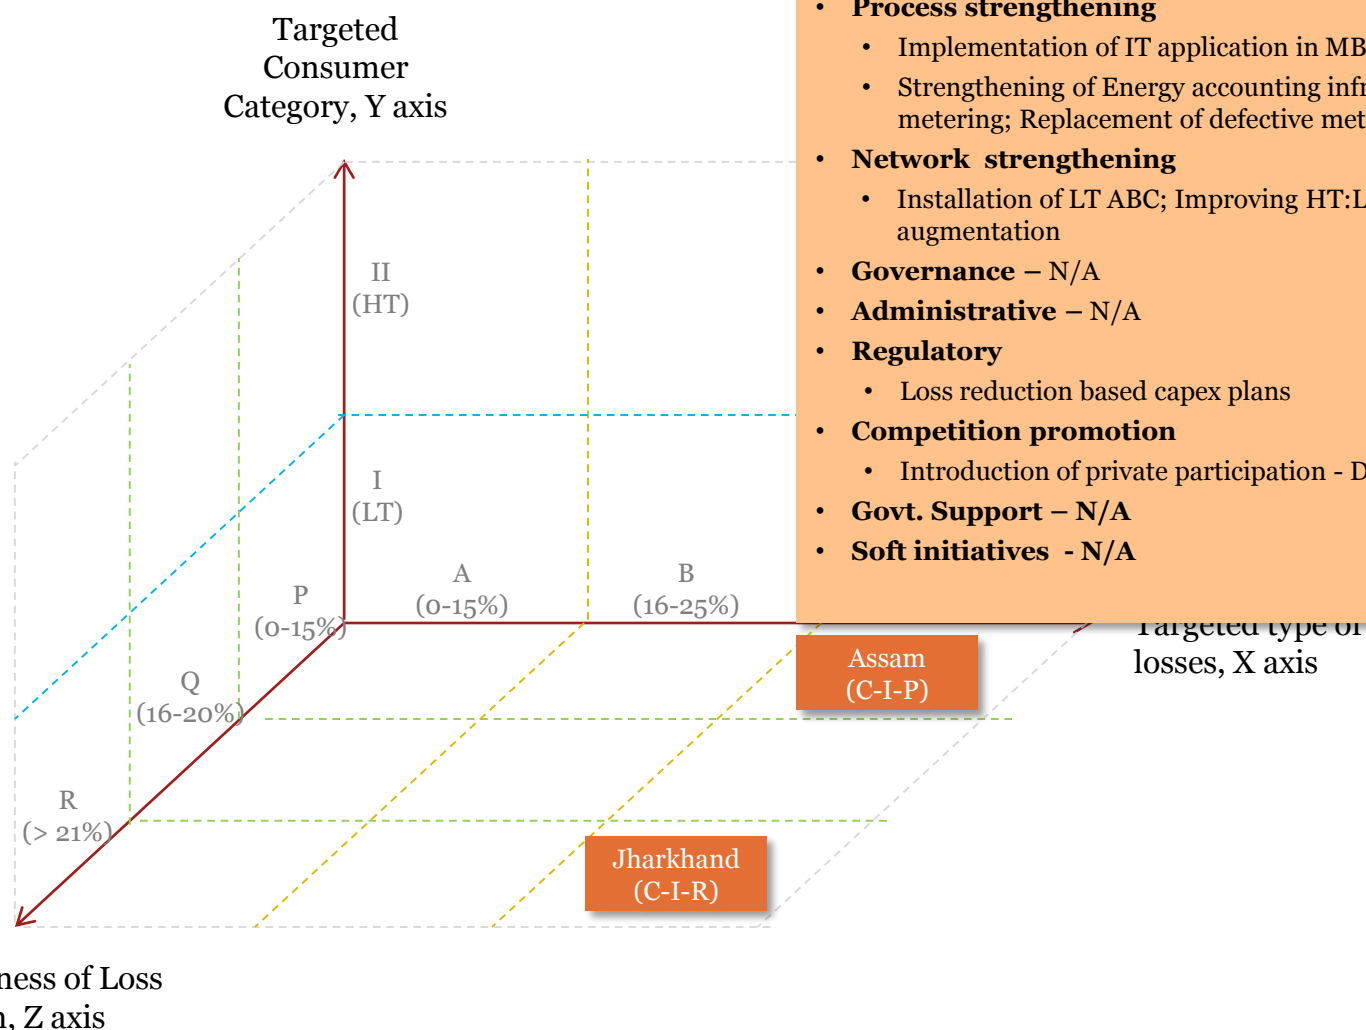 Targeted
Consumer
Category, Y axis
• Process strengthening
• Implementation of IT application in MB
• Strengthening of Energy accounting infr
metering; Replacement of defective met
• Network strengthening
• Installation of LT ABC; Improving HT:L
augmentation
• Governance – N/A
• Administrative – N/A
• Regulatory
• Loss reduction based capex plans
• Competition promotion
• Introduction of private participation - D
• Govt. Support – N/A
• Soft initiatives - N/A
II
(HT)
I
(LT)
A
(0-15%)
B
(16-25%)
P
(0-15%)
Q
(16-20%)
R
(> 21%)
Targeted type of
losses, X axis
Assam
(C-I-P)
Jharkhand
(C-I-R)
ness of Loss
n, Z axis